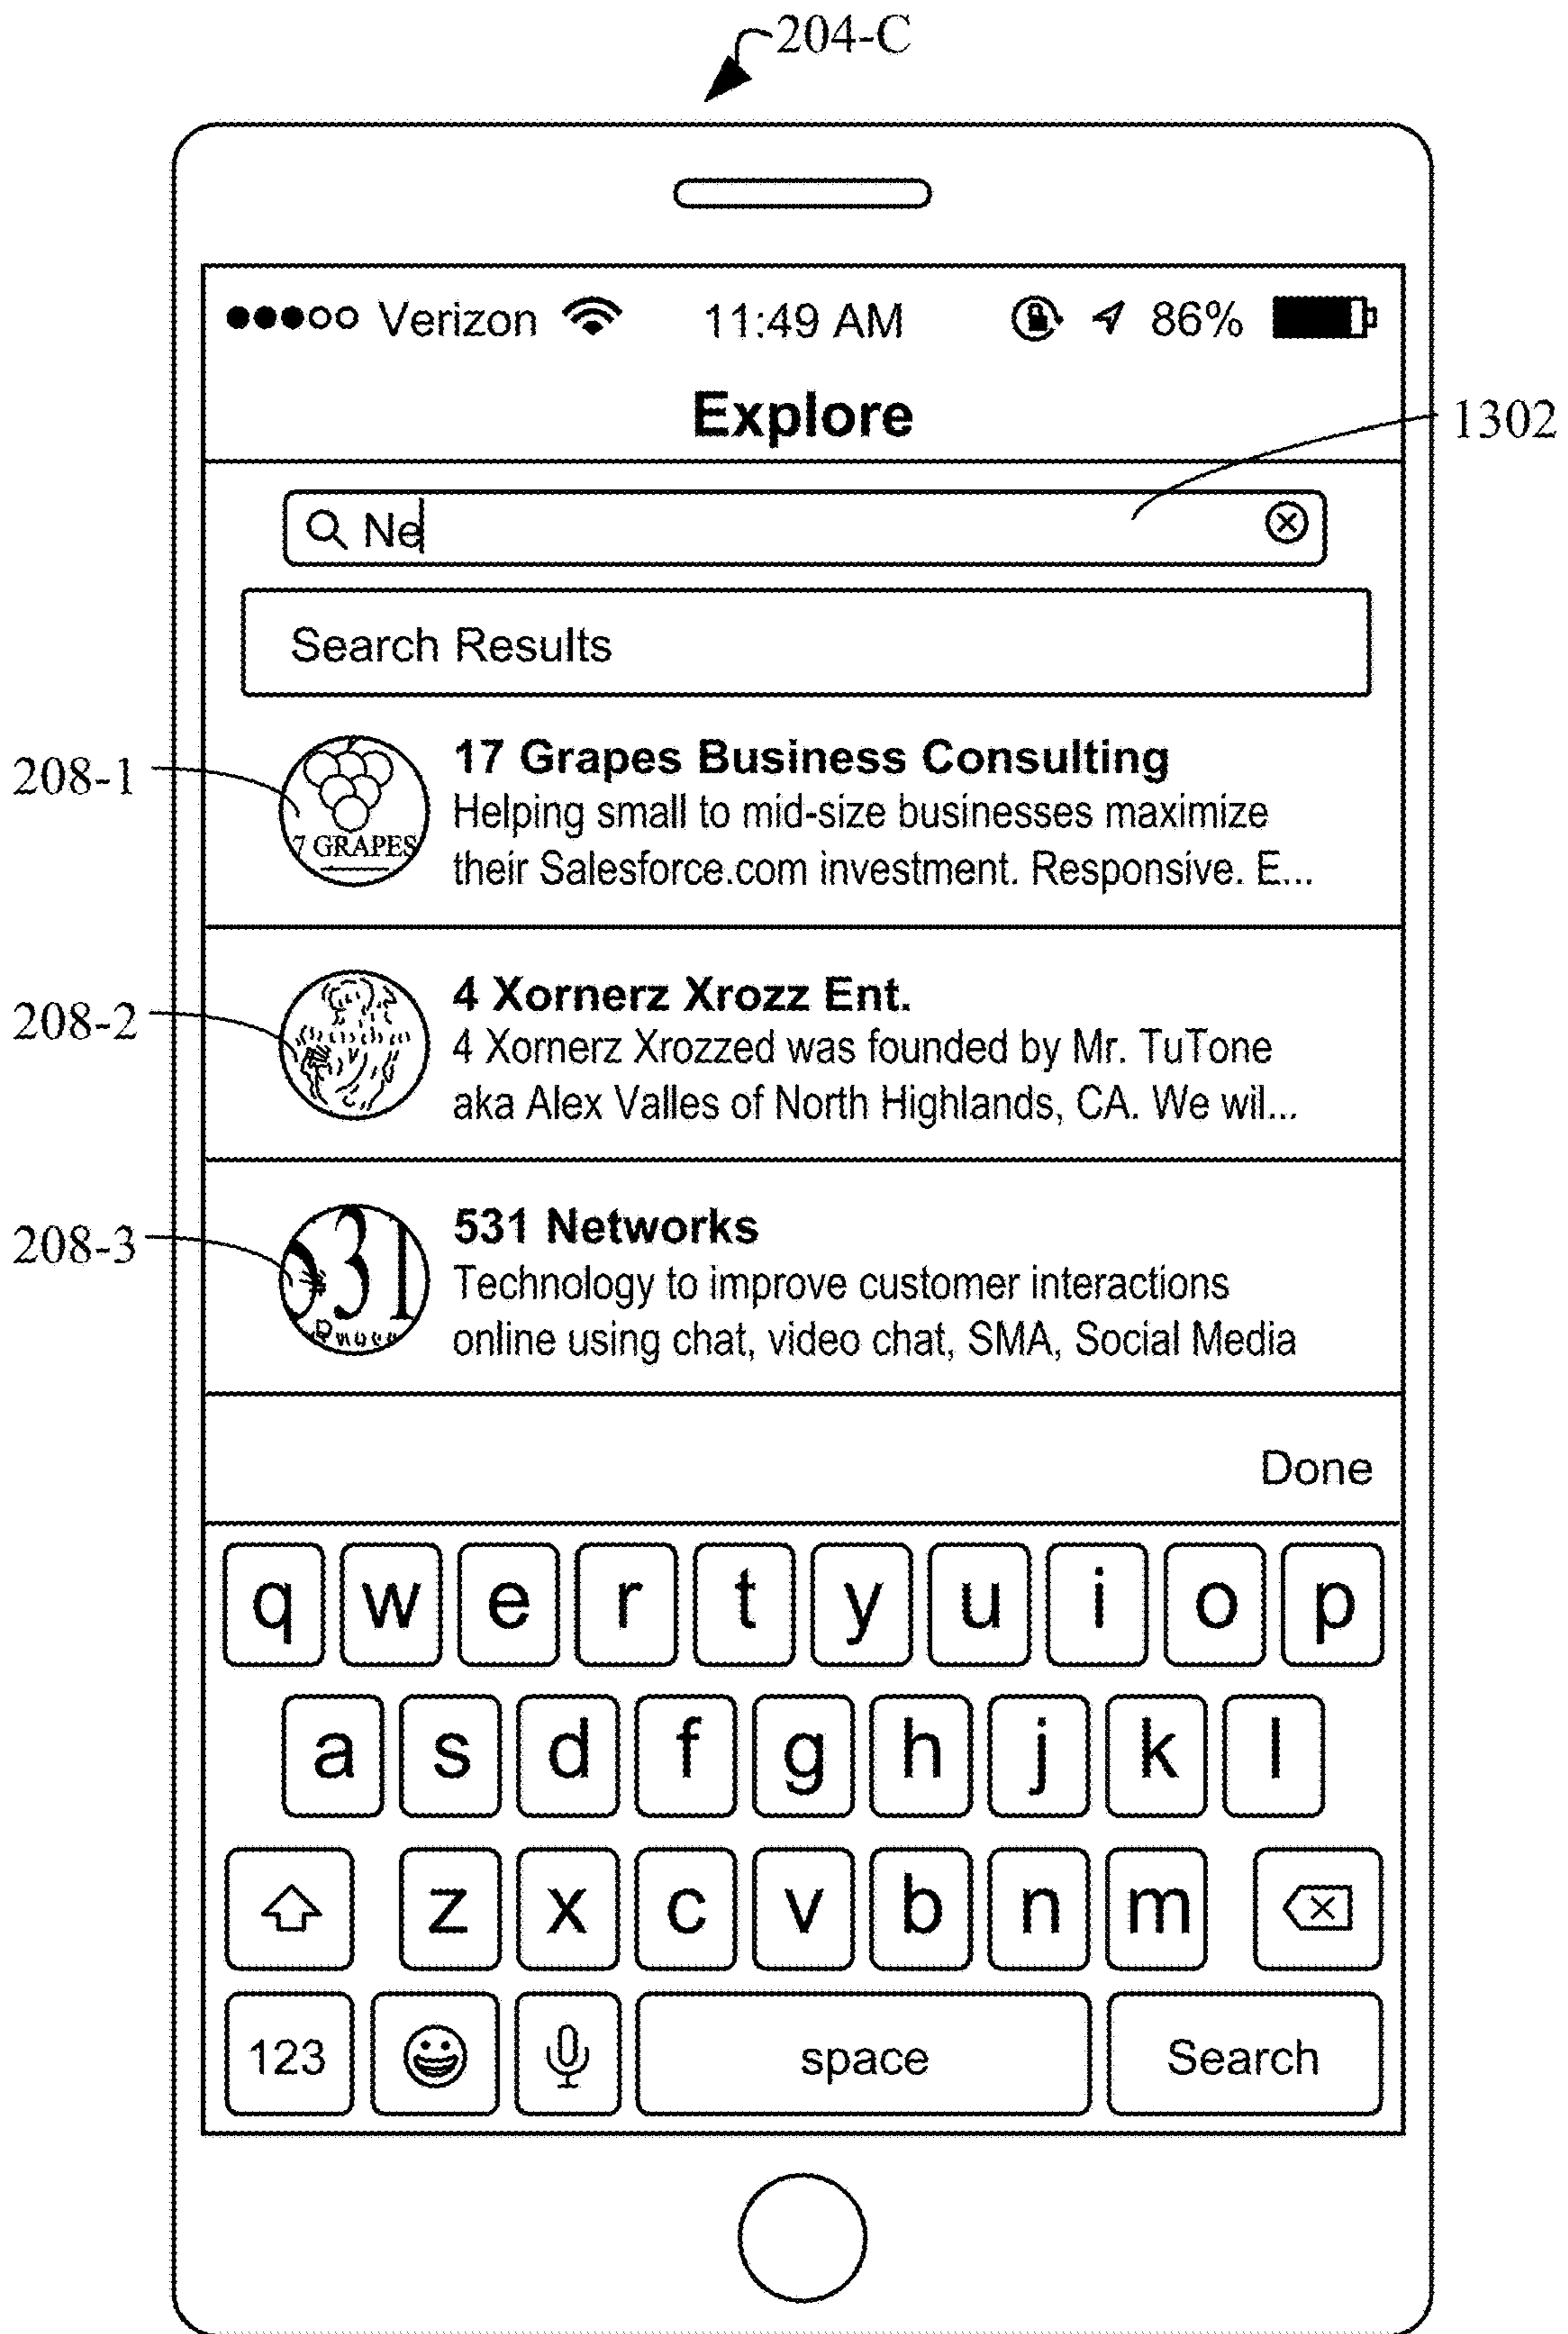 204-C
Verizon 11:49 AM 86%
Explore
1302
Ne
Search Results
208-1
7 GRAPES
17 Grapes Business Consulting
Helping small to mid-size businesses maximize
their Salesforce.com investment. Responsive. E...
208-2
4 Xornerz Xrozz Ent.
4 Xornerz Xrozzed was founded by Mr. TuTone
aka Alex Valles of North Highlands, CA. We wil...
208-3
31
531 Networks
Technology to improve customer interactions
online using chat, video chat, SMA, Social Media
Done
q w e r t y u i o p
a s d f g h j k l
z x c v b n m
123 space Search